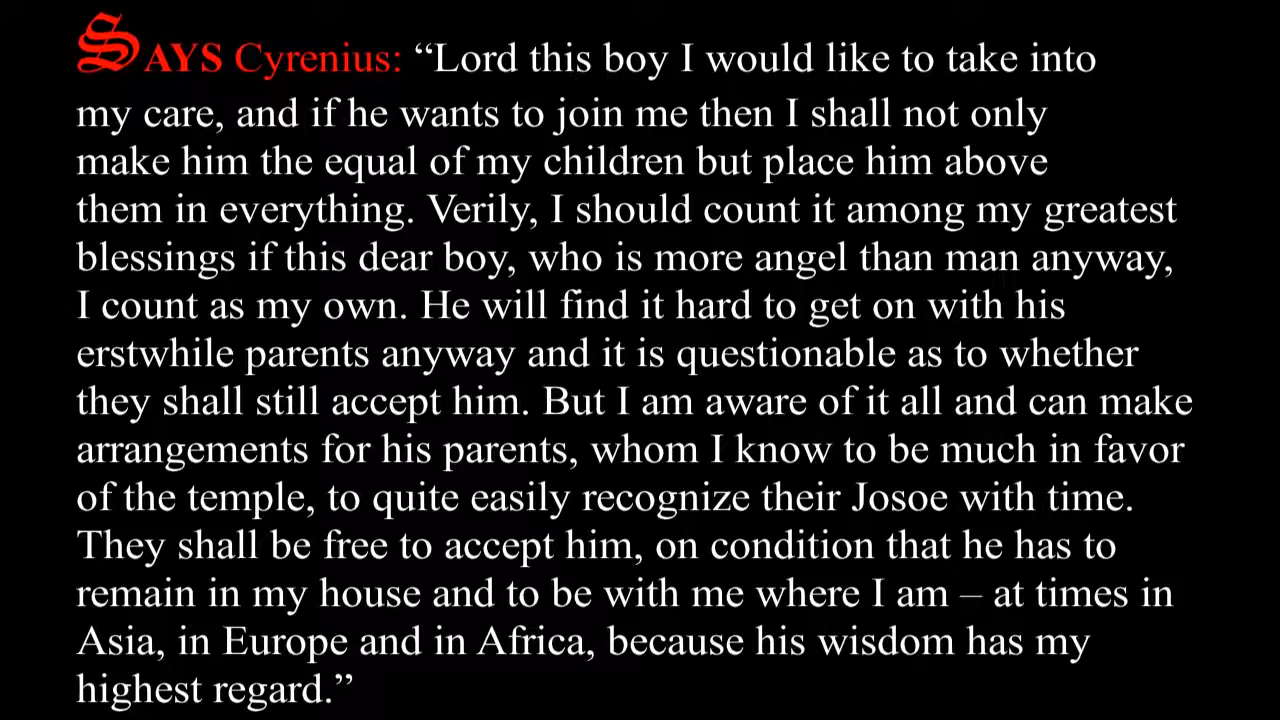 SAYS Cyrenius: “Lord this boy I would like to take into
my care, and if he wants to join me then I shall not only
make him the equal of my children but place him above
them in everything. Verily, I should count it among my greatest
blessings if this dear boy, who is more angel than man anyway,
I count as my own. He will find it hard to get on with his
erstwhile parents anyway and it is questionable as to whether
they shall still accept him. But I am aware of it all and can make
arrangements for his parents, whom I know to be much in favor
of the temple, to quite easily recognize their Josoe with time.
They shall be free to accept him, on condition that he has to
remain in my house and to be with me where I am – at times in
Asia, in Europe and in Africa, because his wisdom has my
highest regard.”